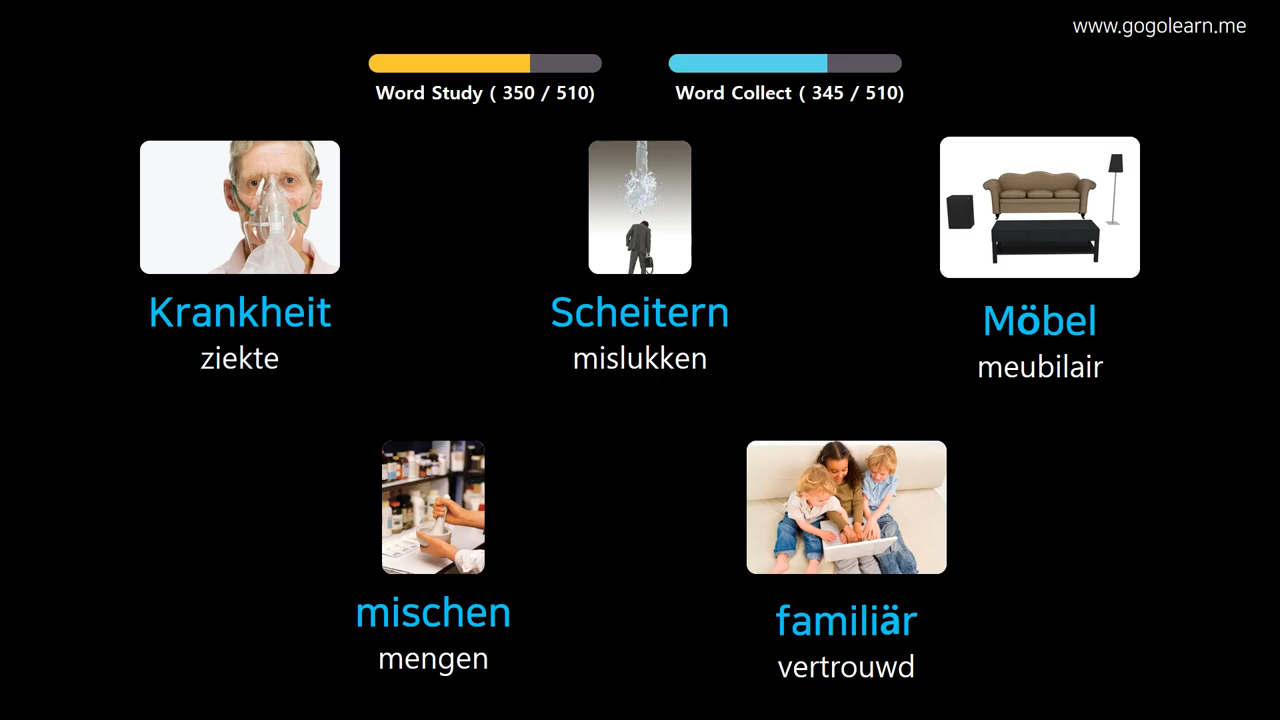 www.gogolearn.me
Word Study ( 350 / 510)
Word Collect ( 345 / 510)
Krankheit
ziekte
Scheitern
mislukken
Möbel
meubilair
mischen
mengen
familiär
vertrouwd